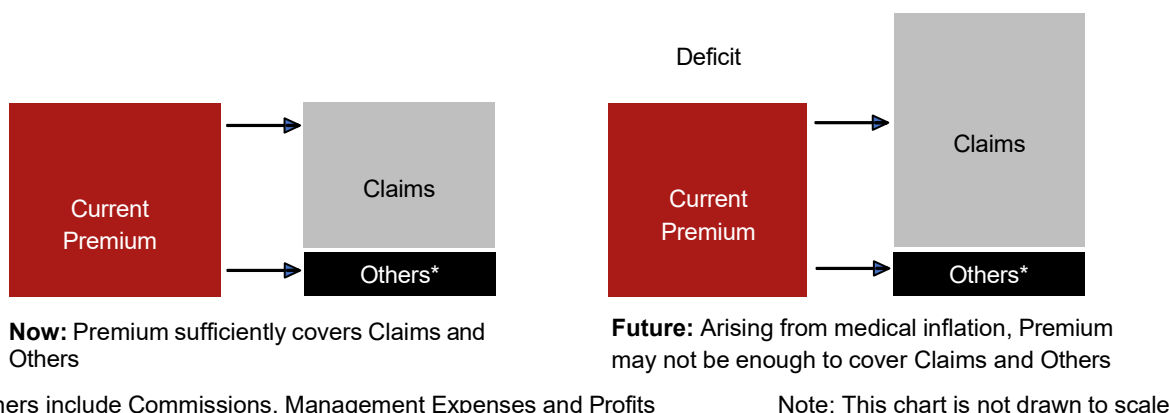 Deficit
Current
Premium
Claims
Others*
Current
Premium
Claims
Others*
Now: Premium sufficiently covers Claims and
Others
Future: Arising from medical inflation, Premium
may not be enough to cover Claims and Others
include Commissions, Management Expenses and Profits
Note: This chart is not drawn to scale